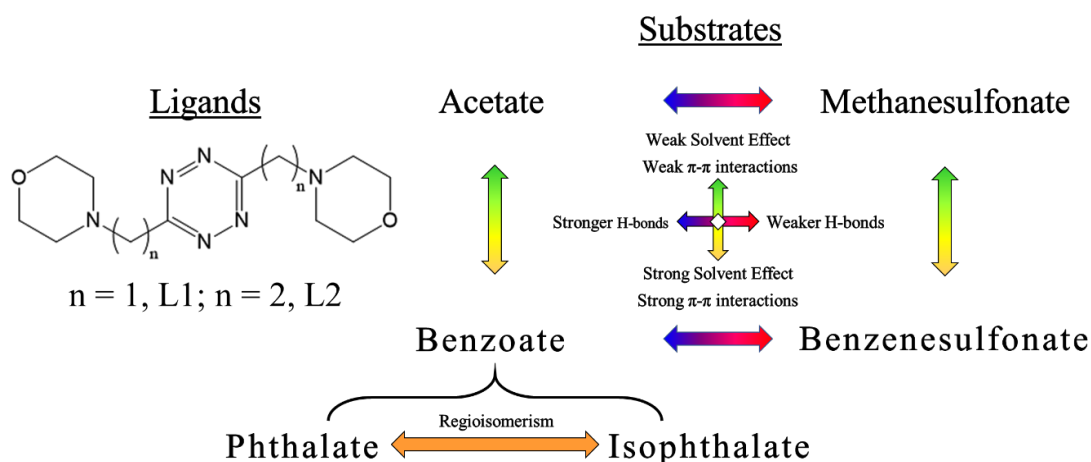 Substrates
Ligands
Acetate
Methanesulfonate
Weak Solvent Effect
Weak π-π interactions
O
N
n
N
N
N
N
n
N
O
Stronger H-bonds
Weaker H-bonds
Strong Solvent Effect
Strong π-π interactions
n = 1, L1; n = 2, L2
Benzoate
Benzenesulfonate
Regioisomerism
Phthalate
Isophthalate